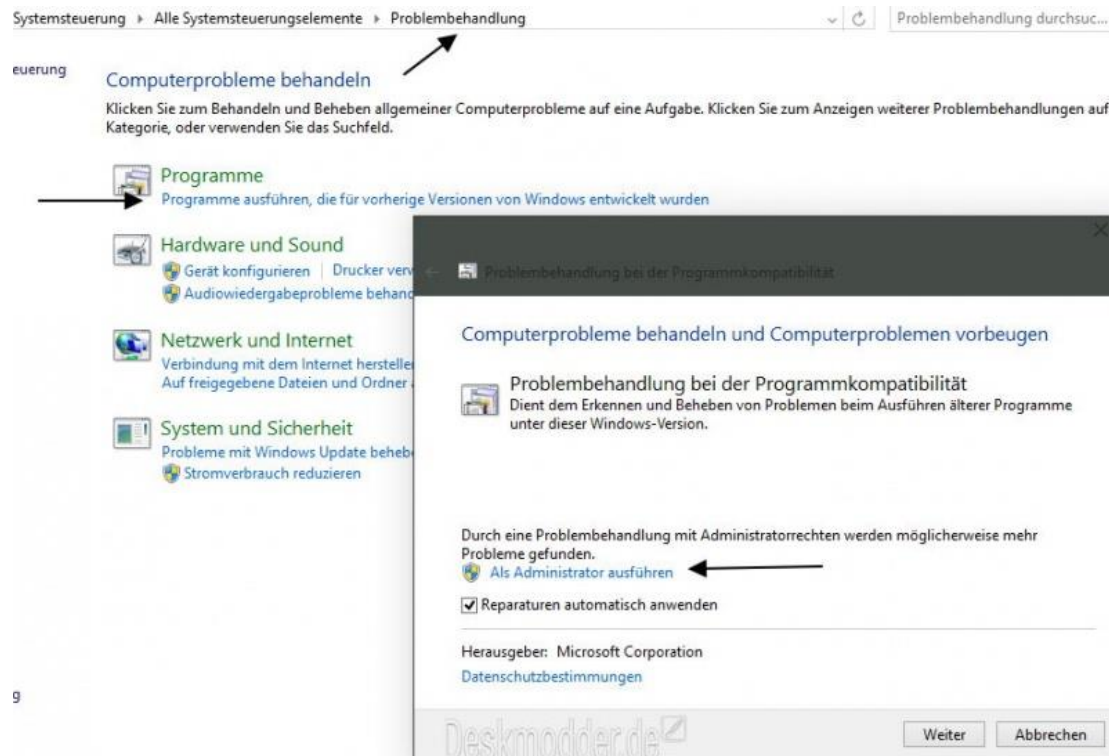 Systemsteuerung ▸ Alle Systemsteuerungselemente ▸ Problembehandlung
Problembehandlung durchsuc...
euerung
Computerprobleme behandeln
Klicken Sie zum Behandeln und Beheben allgemeiner Computerprobleme auf eine Aufgabe. Klicken Sie zum Anzeigen weiterer Problembehandlungen auf
Kategorie, oder verwenden Sie das Suchfeld.
Programme
Programme ausführen, die für vorherige Versionen von Windows entwickelt wurden
Hardware und Sound
Gerät konfigurieren | Drucker verw
Audiowiedergabeprobleme behand
Netzwerk und Internet
Verbindung mit dem Internet herstellen
Auf freigegebene Dateien und Ordner
System und Sicherheit
Probleme mit Windows Update beheb
Stromverbrauch reduzieren
g
Problembehandlung bei der Programmkompatibilität
Computerprobleme behandeln und Computerproblemen vorbeugen
Problembehandlung bei der Programmkompatibilität
Dient dem Erkennen und Beheben von Problemen beim Ausführen älterer Programme
unter dieser Windows-Version.
Durch eine Problembehandlung mit Administratorrechten werden möglicherweise mehr
Probleme gefunden.
Als Administrator ausführen
Reparaturen automatisch anwenden
Herausgeber: Microsoft Corporation
Datenschutzbestimmungen
Deskmodder.de
Weiter
Abbrechen